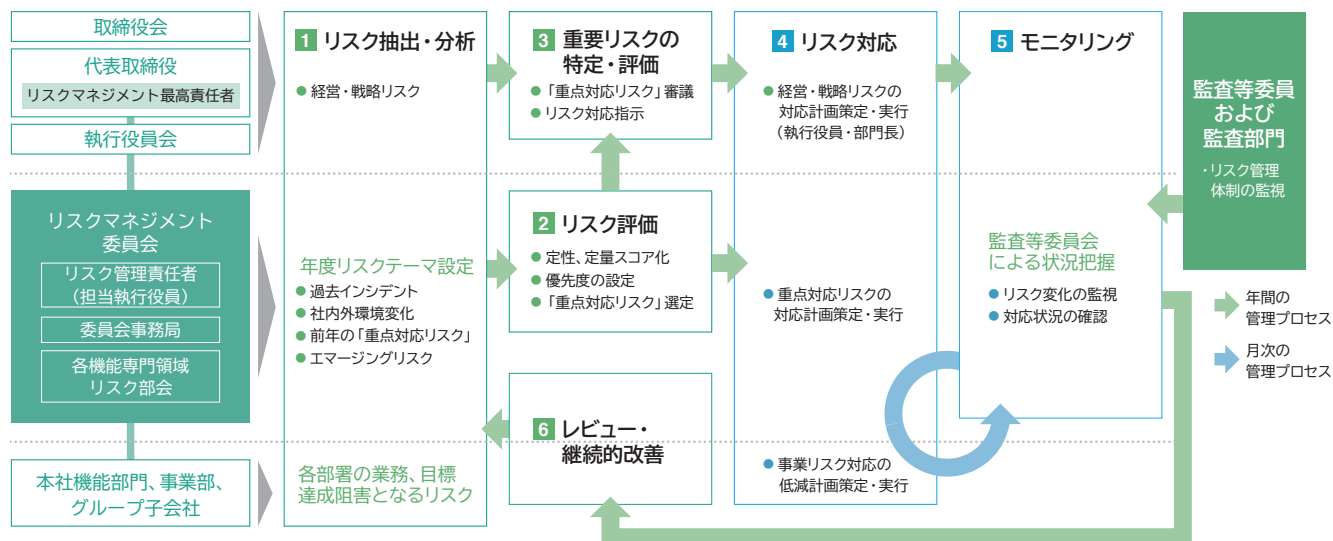 取締役会
代表取締役
リスクマネジメント最高責任者
執行役員会
リスクマネジメント
委員会
リスク管理責任者
（担当執行役員）
委員会事務局
各機能専門領域
リスク部会
本社機能部門、事業部、
グループ子会社
1 リスク抽出・分析
● 経営・戦略リスク
年度リスクテーマ設定
● 過去インシデント
● 社内外環境変化
● 前年の「重点対応リスク」
● エマージングリスク
各部署の業務、目標
達成阻害となるリスク
3 重要リスクの
特定・評価
● 「重点対応リスク」審議
● リスク対応指示
2 リスク評価
● 定性、定量スコア化
● 優先度の設定
● 「重点対応リスク」選定
6 レビュー・
継続的改善
4 リスク対応
● 経営・戦略リスクの
対応計画策定・実行
（執行役員・部門長）
● 重点対応リスクの
対応計画策定・実行
● 事業リスク対応の
低減計画策定・実行
5 モニタリング
監査等委員会
による状況把握
● リスク変化の監視
● 対応状況の確認
監査等委員
および
監査部門
・リスク管理
体制の監視
年間の
管理プロセス
月次の
管理プロセス